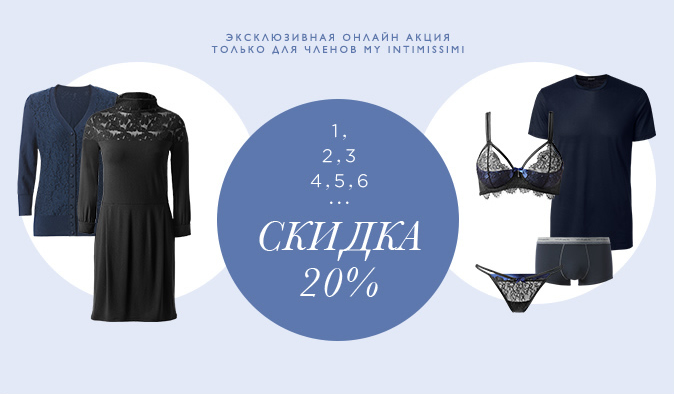 ЭКСКЛЮЗИВНАЯ ОНЛАЙН АКЦИЯ
ТОЛЬКО ДЛЯ ЧЛЕНОВ MY INTIMISSIMI
1,
2,3
4,5,6
...
СКИДКА
20%